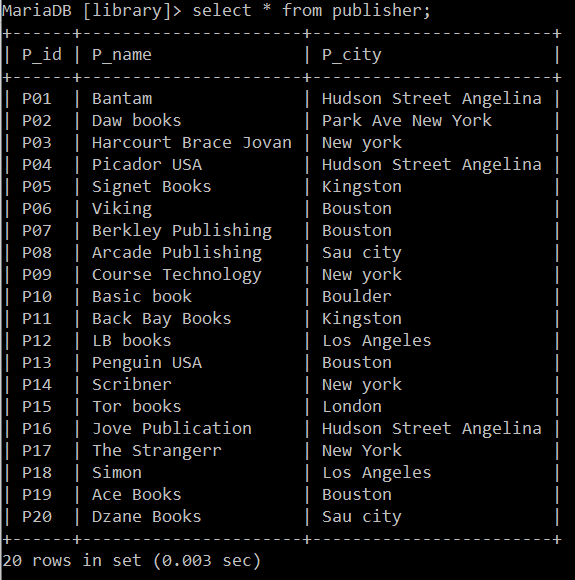 MariaDB [library]> select * from publisher;
+------+----------------------+------------------------+
| P_id | P_name               | P_city                 |
+------+----------------------+------------------------+
| P01  | Bantam               | Hudson Street Angelina |
| P02  | Daw books            | Park Ave New York      |
| P03  | Harcourt Brace Jovan | New york               |
| P04  | Picador USA          | Hudson Street Angelina |
| P05  | Signet Books         | Kingston               |
| P06  | Viking               | Bouston                |
| P07  | Berkley Publishing   | Bouston                |
| P08  | Arcade Publishing    | Sau city               |
| P09  | Course Technology    | New york               |
| P10  | Basic book           | Boulder                |
| P11  | Back Bay Books       | Kingston               |
| P12  | LB books             | Los Angeles            |
| P13  | Penguin USA          | Bouston                |
| P14  | Scribner             | New york               |
| P15  | Tor books            | London                 |
| P16  | Jove Publication     | Hudson Street Angelina |
| P17  | The Strangerr        | New York               |
| P18  | Simon                | Los Angeles            |
| P19  | Ace Books            | Bouston                |
| P20  | Dzane Books          | Sau city               |
+------+----------------------+------------------------+
20 rows in set (0.003 sec)